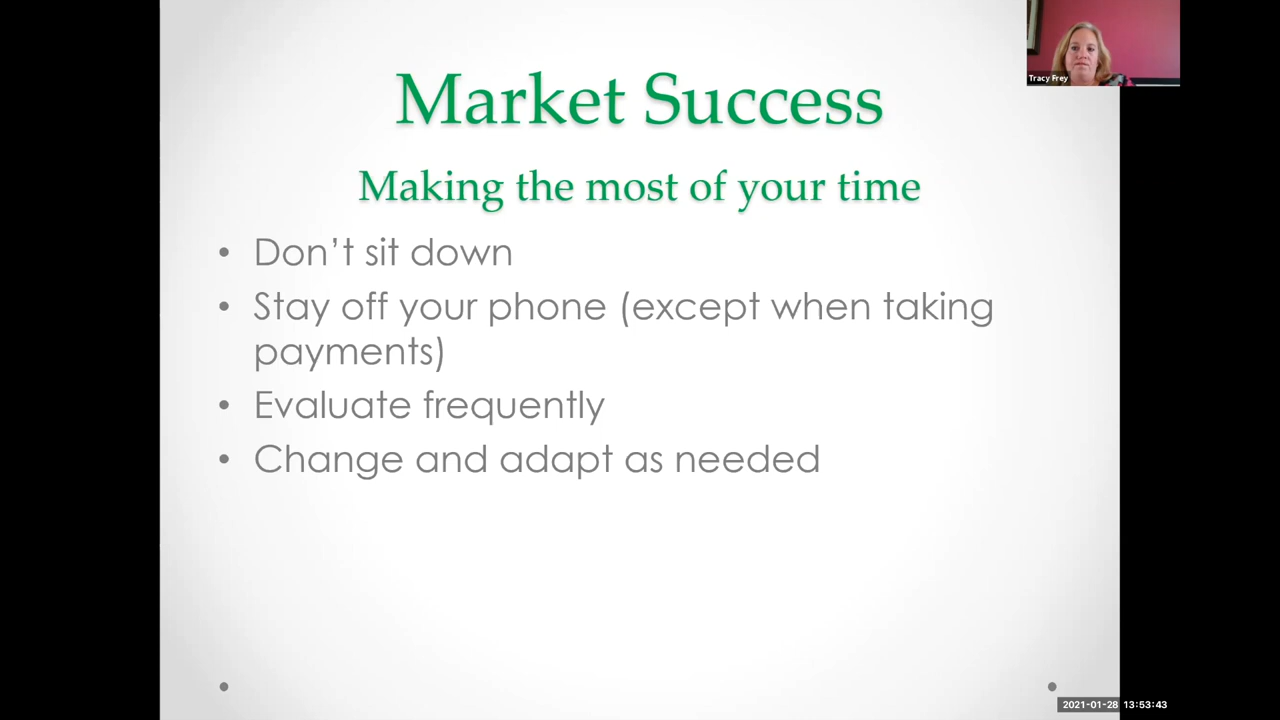 Market Success
Making the most of your time
• Don’t sit down
• Stay off your phone (except when taking
payments)
• Evaluate frequently
• Change and adapt as needed
Tracy Frey
2021-01-28 13:53:43